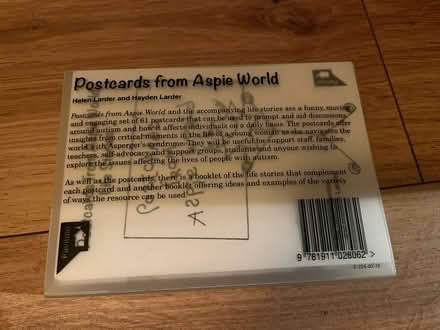 Postcards from Aspie World
Helen Larder and Hayden Larder
Postcards from Aspie World and the accompanying life stories are a funny, moving
and engaging set of 61 postcards that can be used to prompt and aid discussions
around autism and how it affects individuals on a daily basis. The postcards offer
insights from critical moments in the life of a young woman as she navigates the
world with Asperger's syndrome. They will be useful for support staff, families,
teachers, self-advocacy and support groups, students and anyone wishing to
explore the issues affecting the lives of people with autism.
As well as the postcards, there is a booklet of the life stories that complement
each postcard and another booklet offering ideas and examples of the variety
of ways the resource can be used.
Pavilion
9 781911 028062 >